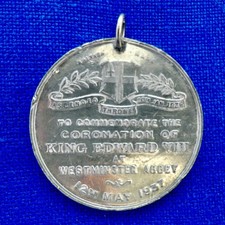 TO COMMEMORATE THE
CORONATION OF
KING EDWARD VIII
AT
WESTMINSTER ABBEY
12TH MAY 1937